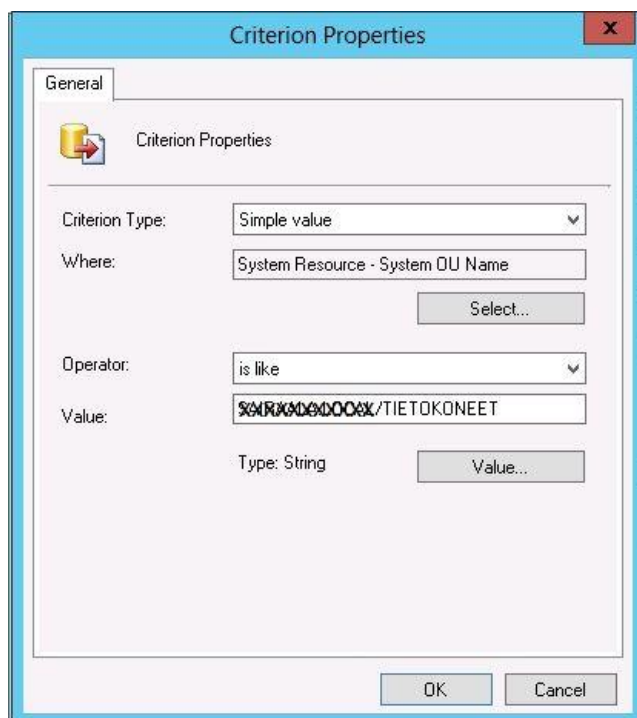 Criterion Properties
x
General
Criterion Properties
Criterion Type:
Simple value
Where:
System Resource - System OU Name
Select...
Operator:
is like
Value:
/TIETOKONEET
Type: String
Value...
OK
Cancel